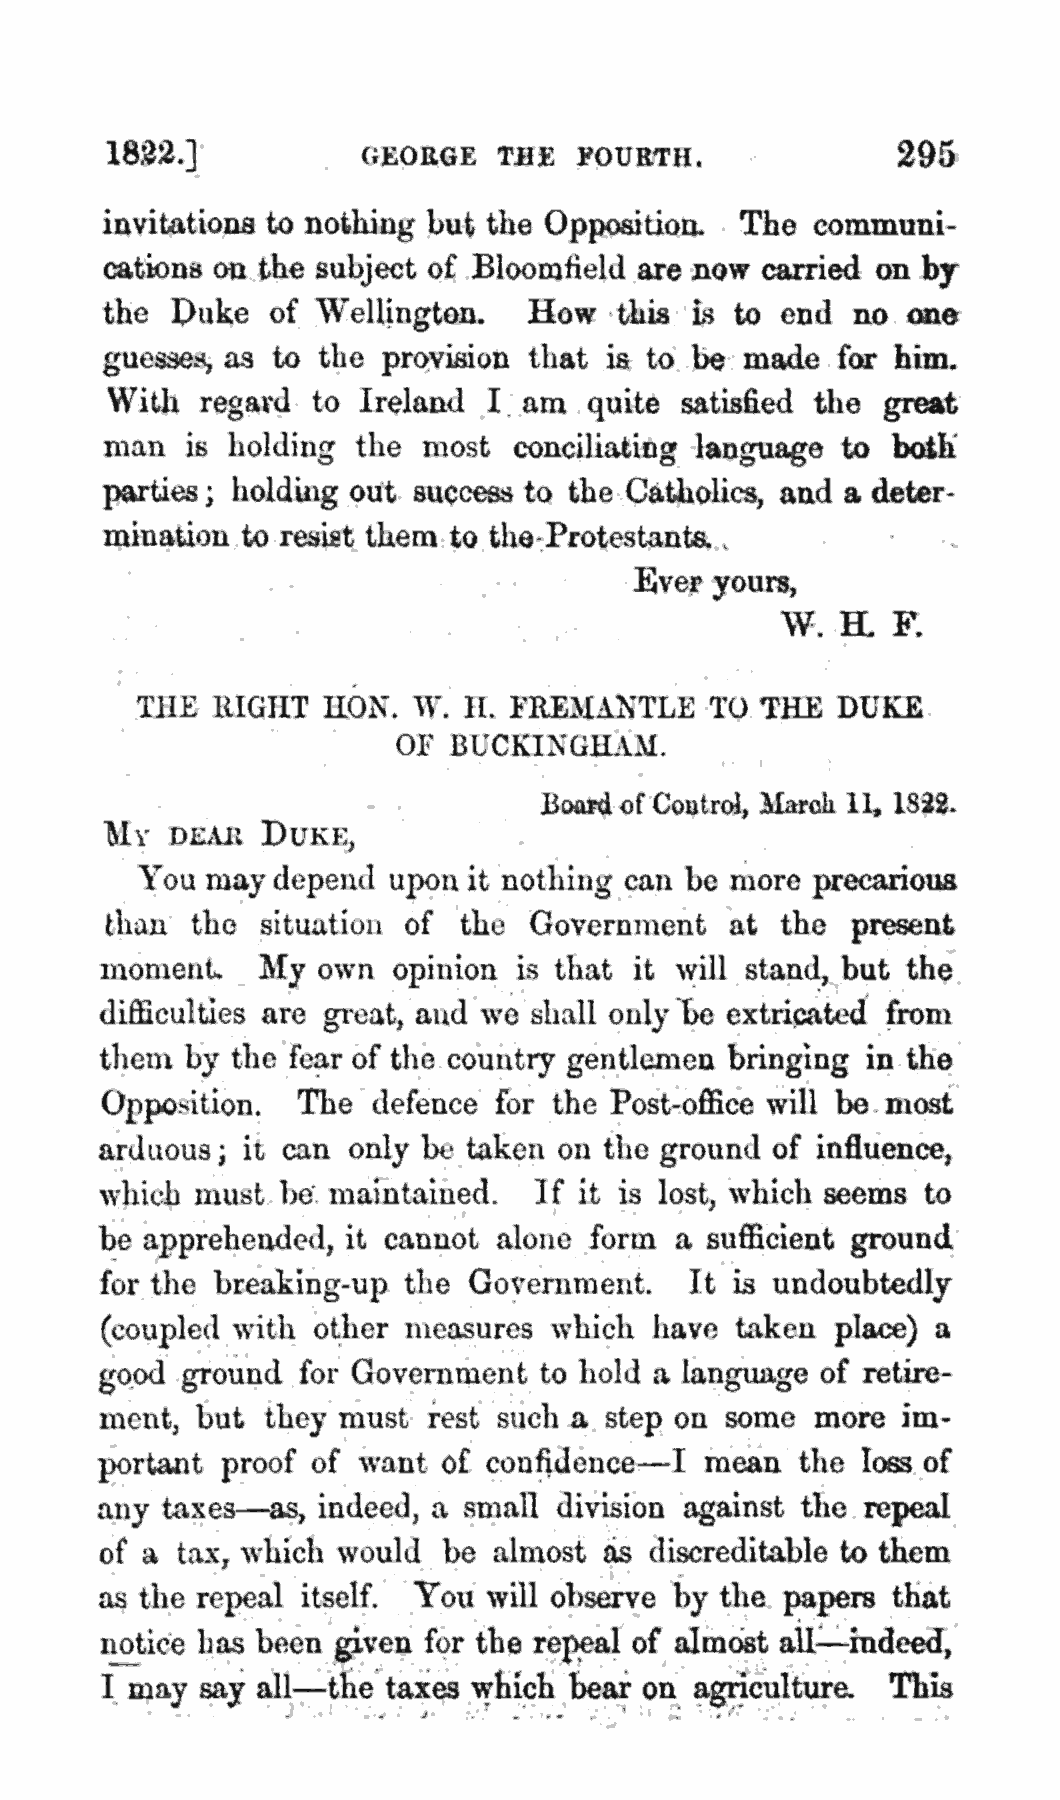 1822.] GEORGE THE FOURTH. 295
invitations to nothing but the Opposition. The communi-
cations on the subject of Bloomfield are now carried on by
the Duke of Wellington. How this is to end no one
guesses, as to the provision that is to be made for him.
With regard to Ireland I am quite satisfied the great
man is holding the most conciliating language to both
parties; holding out success to the Catholics, and a deter-
mination to resist them to the Protestants.
Ever yours,
W. H. F.
THE RIGHT HON. W. H. FREMANTLE TO THE DUKE
OF BUCKINGHAM.
Board of Control, March 11, 1822.
MY DEAR DUKE,
You may depend upon it nothing can be more precarious
than the situation of the Government at the present
moment. My own opinion is that it will stand, but the
difficulties are great, and we shall only be extricated from
them by the fear of the country gentlemen bringing in the
Opposition. The defence for the Post-office will be most
arduous; it can only be taken on the ground of influence,
which must be maintained. If it is lost, which seems to
be apprehended, it cannot alone form a sufficient ground
for the breaking-up the Government. It is undoubtedly
(coupled with other measures which have taken place) a
good ground for Government to hold a language of retire-
ment, but they must rest such a step on some more im-
portant proof of want of confidence—I mean the loss of
any taxes—as, indeed, a small division against the repeal
of a tax, which would be almost as discreditable to them
as the repeal itself. You will observe by the papers that
notice has been given for the repeal of almost all—indeed,
I may say all—the taxes which bear on agriculture. This